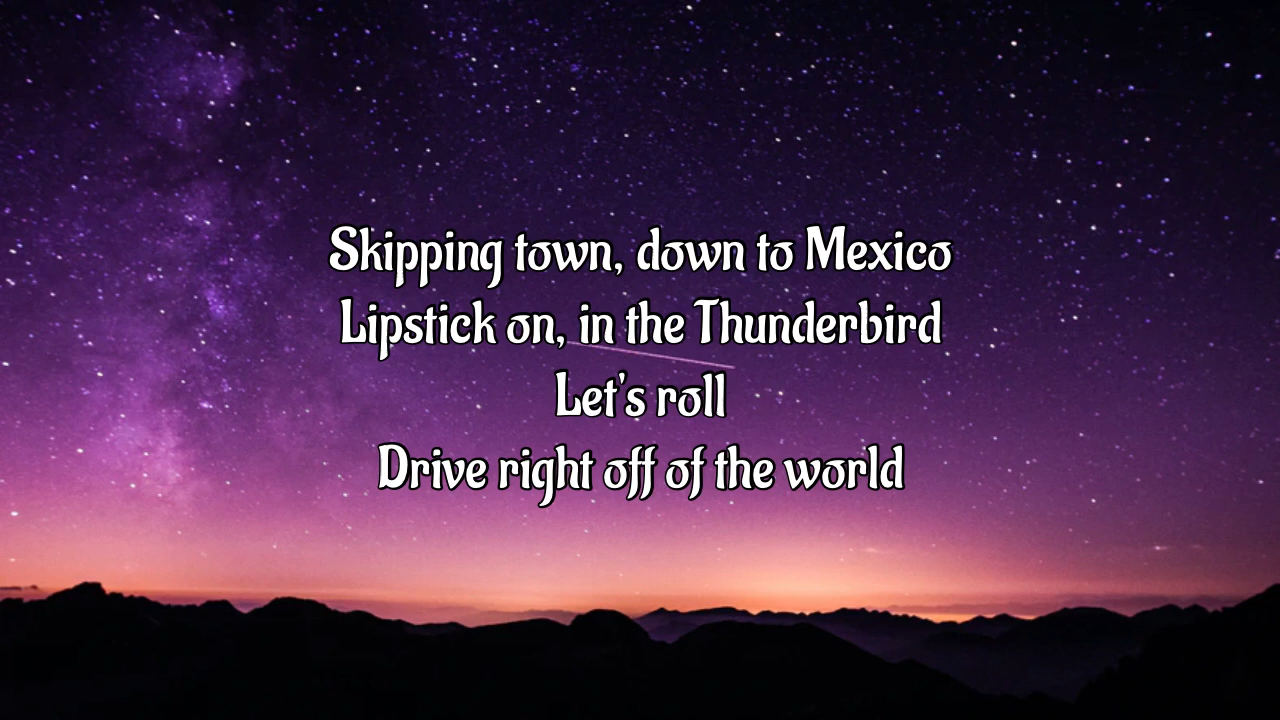 Skipping town, down to Mexico
Lipstick on, in the Thunderbird
Let's roll
Drive right off of the world